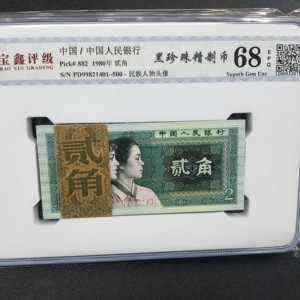 宝鑫评级
BAO XIN GRADING
中国 / 中国人民银行
Pick# 882 1980年 贰角
S/N PD99821401-500 - 民族人物头像
黑珍珠精制币
68
EPQ
Superb Gem Unc
中国人民银行
贰角
贰角
2